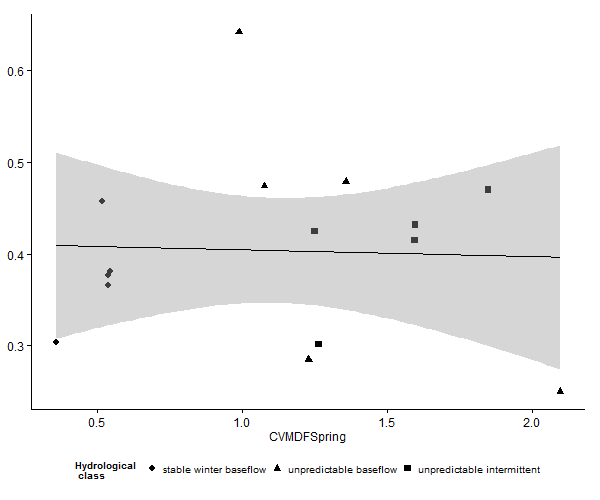 0.6
0.5
0.4
0.3
0.5 1.0 1.5 2.0
CVMDFSpring
Hydrological
class
stable winter baseflow unpredictable baseflow unpredictable intermittent